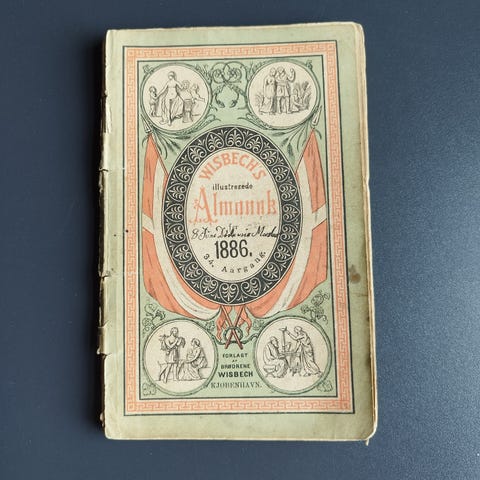 WISBECH'S
illustrerede
Almanak
1886.
34. Aargang.
FORLAGT
AF
BRØDRENE
WISBECH
KJØBENHAVN.